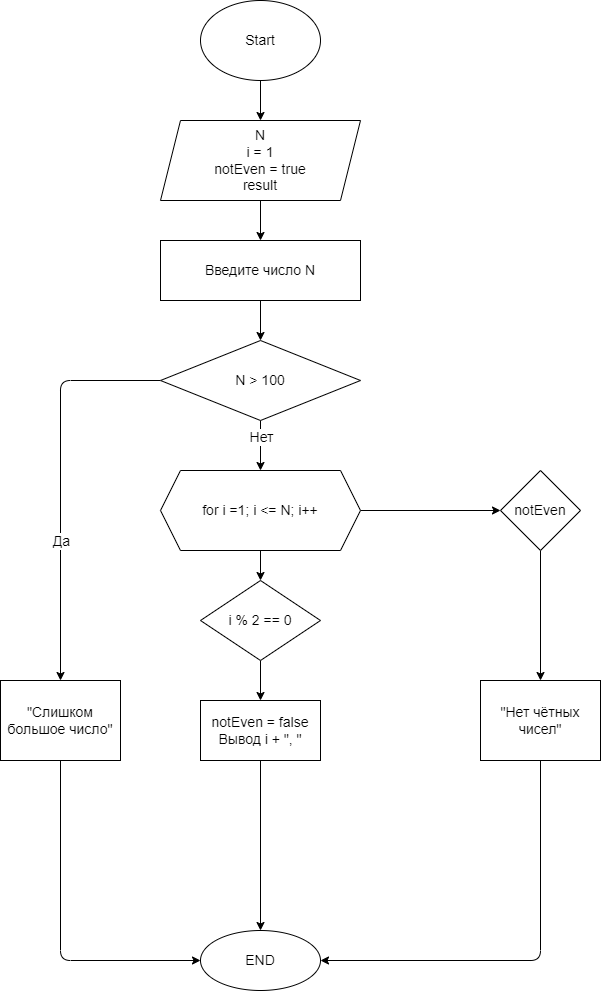 Start
N
i = 1
notEven = true
result
Введите число N
N > 100
Нет
for i =1; i <= N; i++
notEven
Да
i % 2 == 0
"Слишком
большое число"
notEven = false
Вывод i + ", "
"Нет чётных
чисел"
END